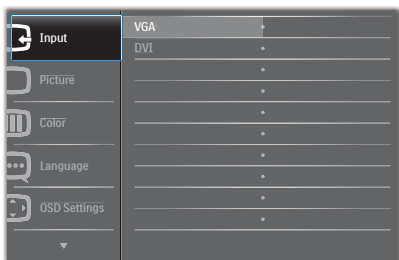 Input
Picture
Color
Language
OSD Settings
VGA
DVI